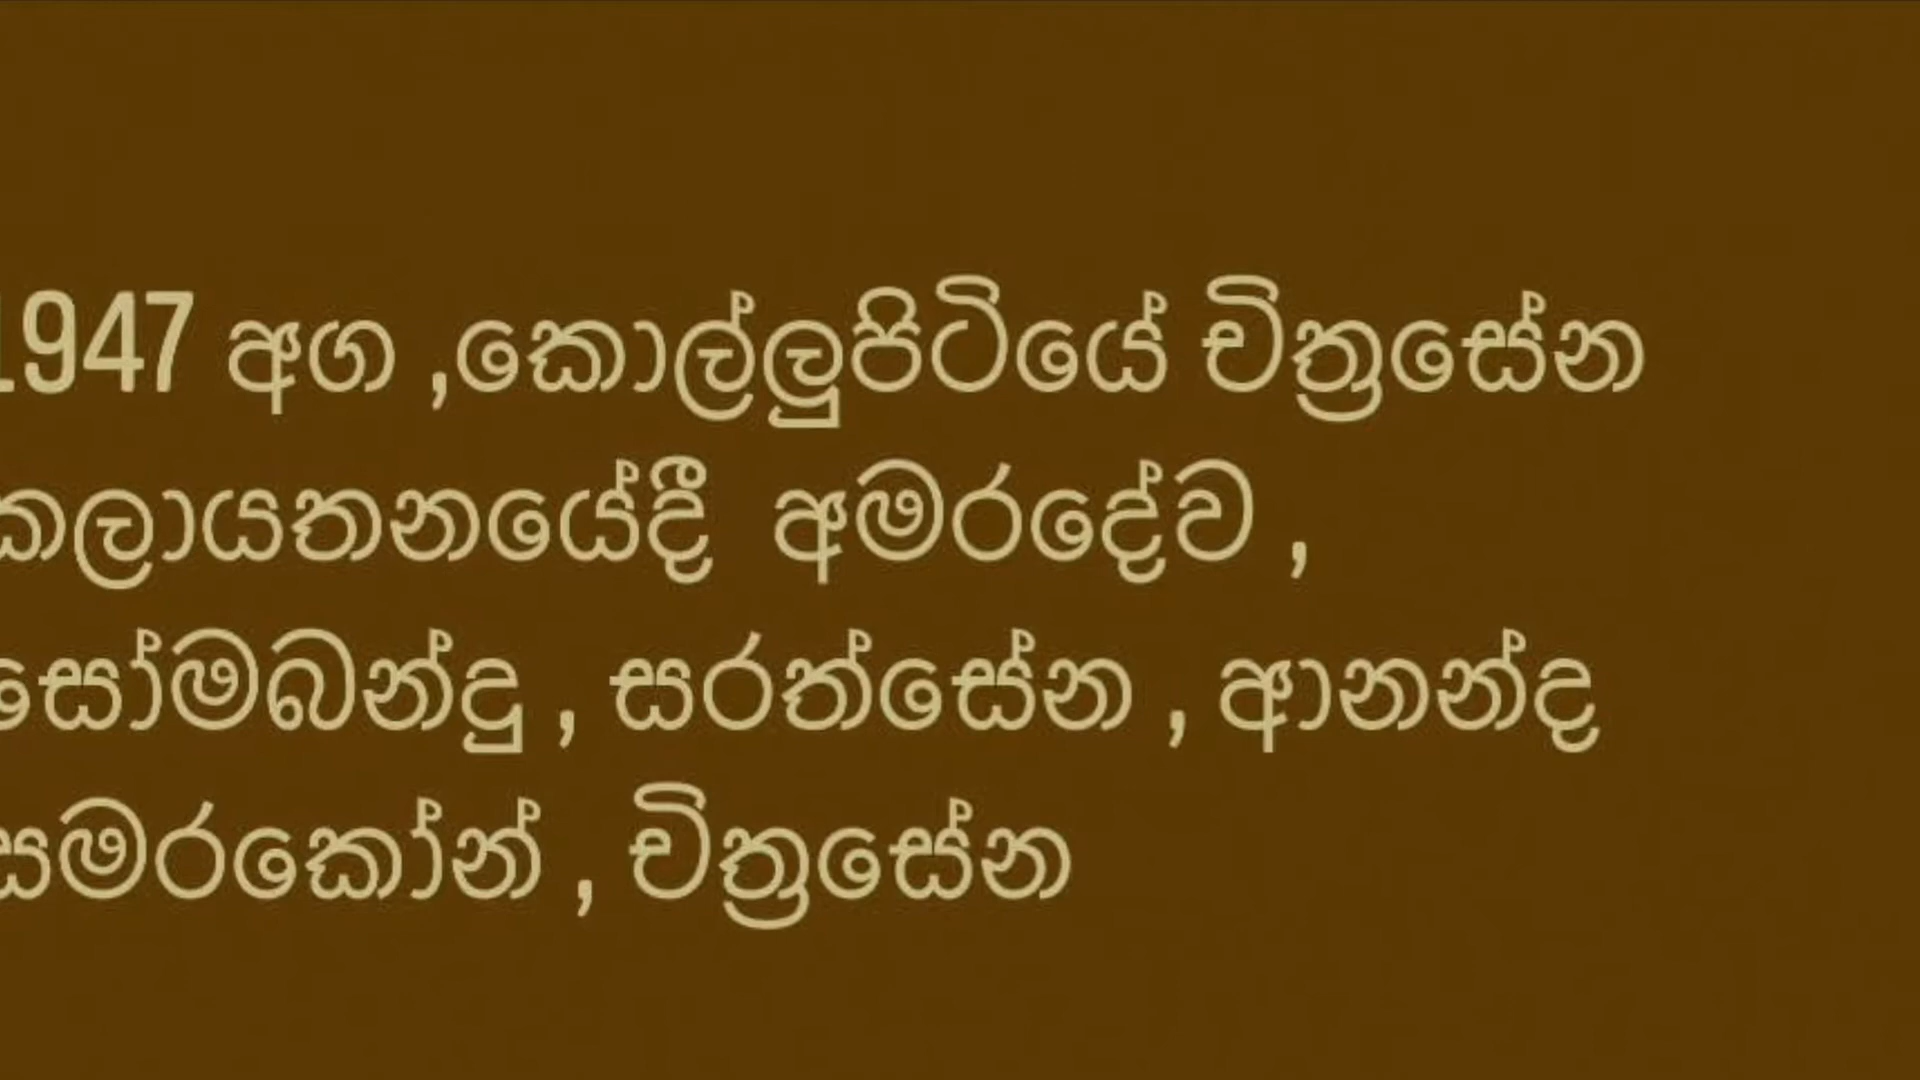 1947 අග ,කොල්ලුපිටියේ චිත්‍රසේන
කලායතනයේදී අමරදේව ,
සෝමබන්දු , සරත්සේන , ආනන්ද
සමරකෝන් , චිත්‍රසේන